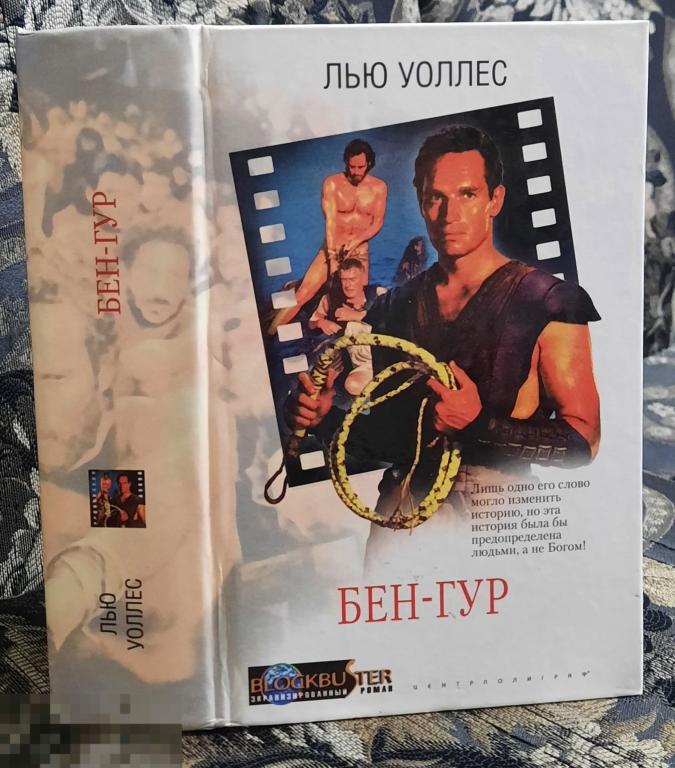 ЛЬЮ УОЛЛЕС
Лишь одно его слово
могло изменить
историю, но эта
история была бы
предопределена
людьми, а не Богом!
БЕН-ГУР
BLOCKBUSTER
ЭКРАНИЗИРОВАННЫЙ РОМАН
ЦЕНТРПОЛИГРАФ
БЕН-ГУР
ЛЬЮ
УОЛЛЕС